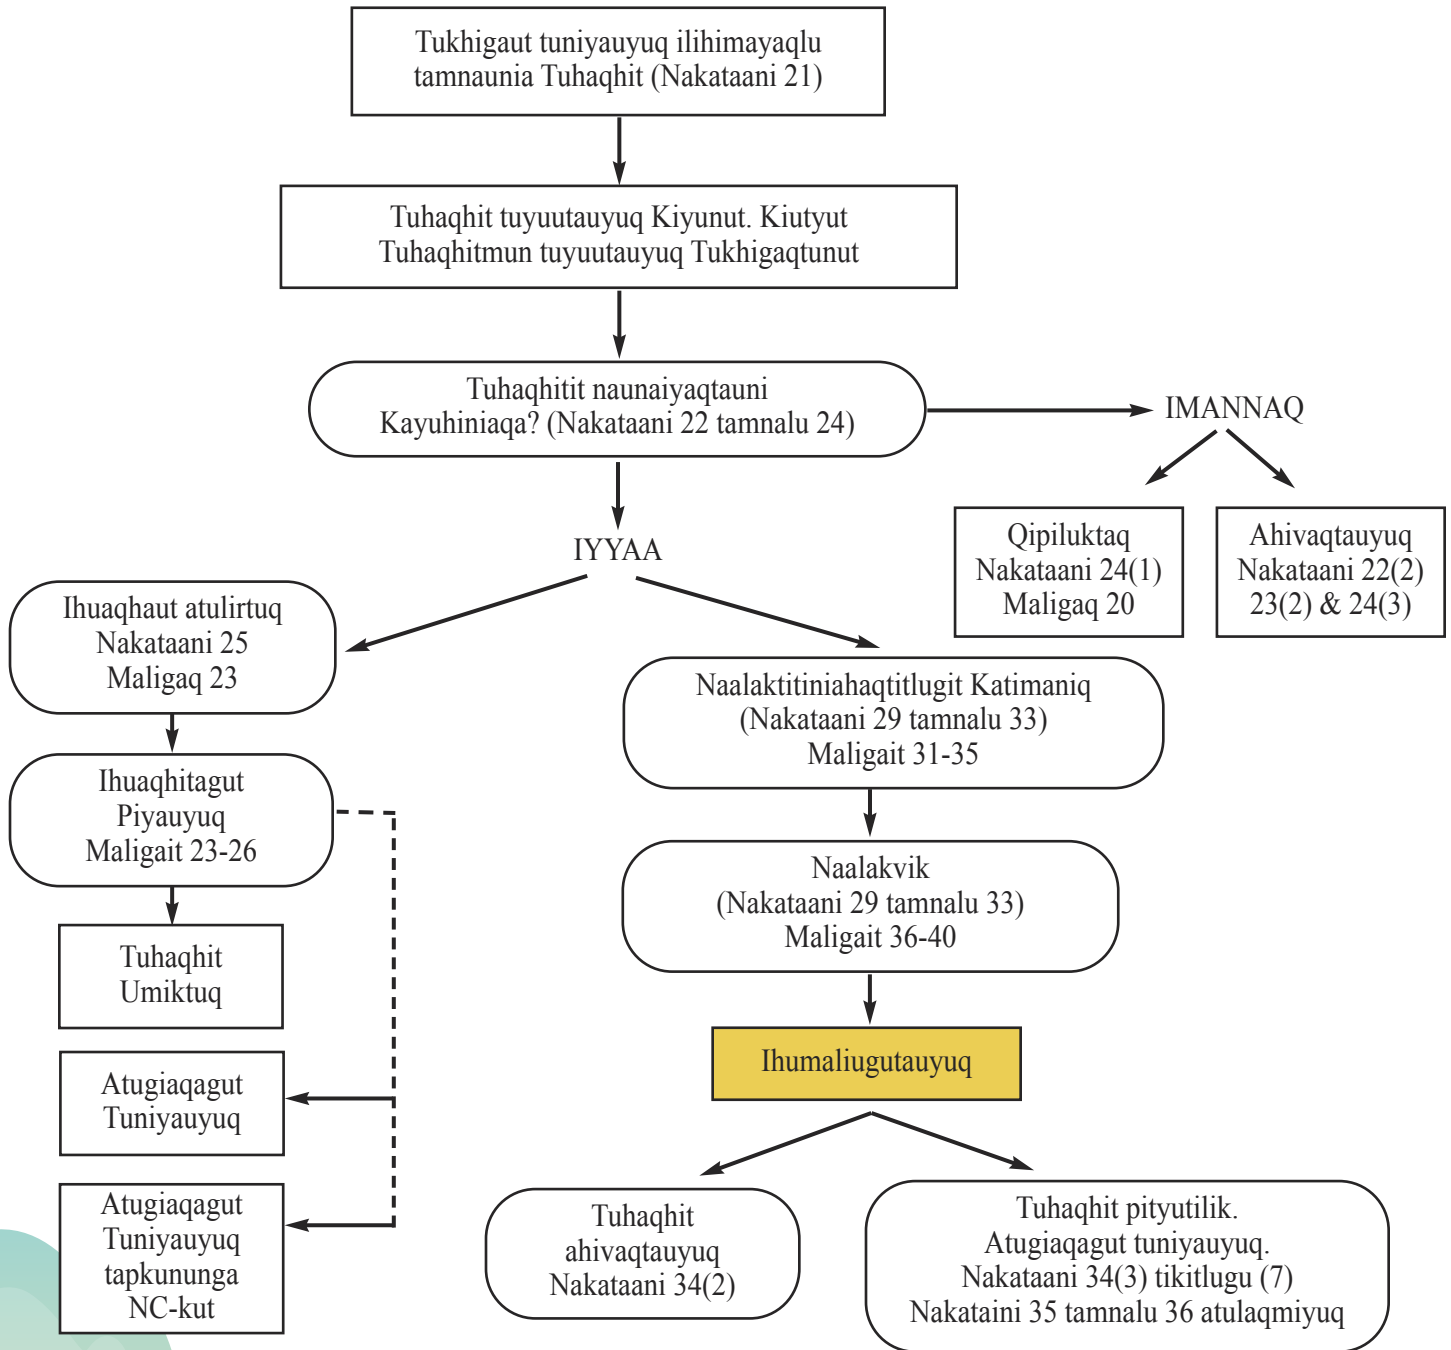 Tukhigaut tuniyauyuq ilihimayaqlu
tamnaunia Tuhaqhit (Nakataani 21)
Tuhaqhit tuyuutauyuq Kiyunut. Kiutyut
Tuhaqhitmun tuyuutauyuq Tukhigaqtunut
Tuhaqhitit naunaiyaqtauni
Kayuhiniaqa? (Nakataani 22 tamnalu 24)
IMANNAQ
Qipiluktaq
Nakataani 24(1)
Maligaq 20
Ahivaqtauyuq
Nakataani 22(2)
23(2) & 24(3)
IYYAA
Ihuaqhaut atulirtuq
Nakataani 25
Maligaq 23
Ihuaqhitagut
Piyauyuq
Maligait 23-26
Tuhaqhit
Umiktuq
Atugiaqagut
Tuniyauyuq
Atugiaqagut
Tuniyauyuq
tapkununga
NC-kut
Naalaktitiniahaqtitlugit Katimaniq
(Nakataani 29 tamnalu 33)
Maligait 31-35
Naalakvik
(Nakataani 29 tamnalu 33)
Maligait 36-40
Ihumaliugutauyuq
Tuhaqhit
ahivaqtauyuq
Nakataani 34(2)
Tuhaqhit pityutilik.
Atugiaqagut tuniyauyuq.
Nakataani 34(3) tikitlugu (7)
Nakataini 35 tamnalu 36 atulaqmiyuq